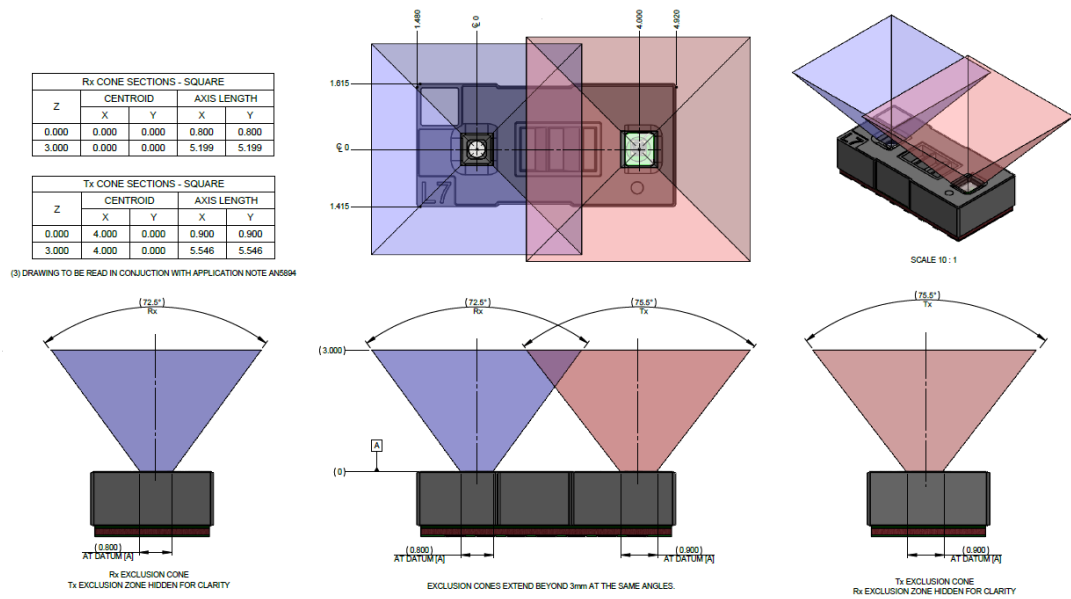 Rx CONE SECTIONS - SQUARE
Z CENTROID AXIS LENGTH
X Y X Y
0.000 0.000 0.000 0.800 0.800
3.000 0.000 0.000 5.199 5.199
Tx CONE SECTIONS - SQUARE
Z CENTROID AXIS LENGTH
X Y X Y
0.000 4.000 0.000 0.900 0.900
3.000 4.000 0.000 5.546 5.546
(3) DRAWING TO BE READ IN CONJUCTION WITH APPLICATION NOTE AN5894
1.480
℄ 0
4.000
4.920
1.615
℄ 0
1.415
L7
L7
SCALE 10 : 1
(72.5°)
Rx
(0.800)
AT DATUM [A]
Rx EXCLUSION CONE
Tx EXCLUSION ZONE HIDDEN FOR CLARITY
(72.5°)
Rx
(75.5°)
Tx
(3.000)
A
(0)
(0.800)
AT DATUM [A]
(0.900)
AT DATUM [A]
EXCLUSION CONES EXTEND BEYOND 3mm AT THE SAME ANGLES.
(75.5°)
Tx
(0.900)
AT DATUM [A]
Tx EXCLUSION CONE
Rx EXCLUSION ZONE HIDDEN FOR CLARITY